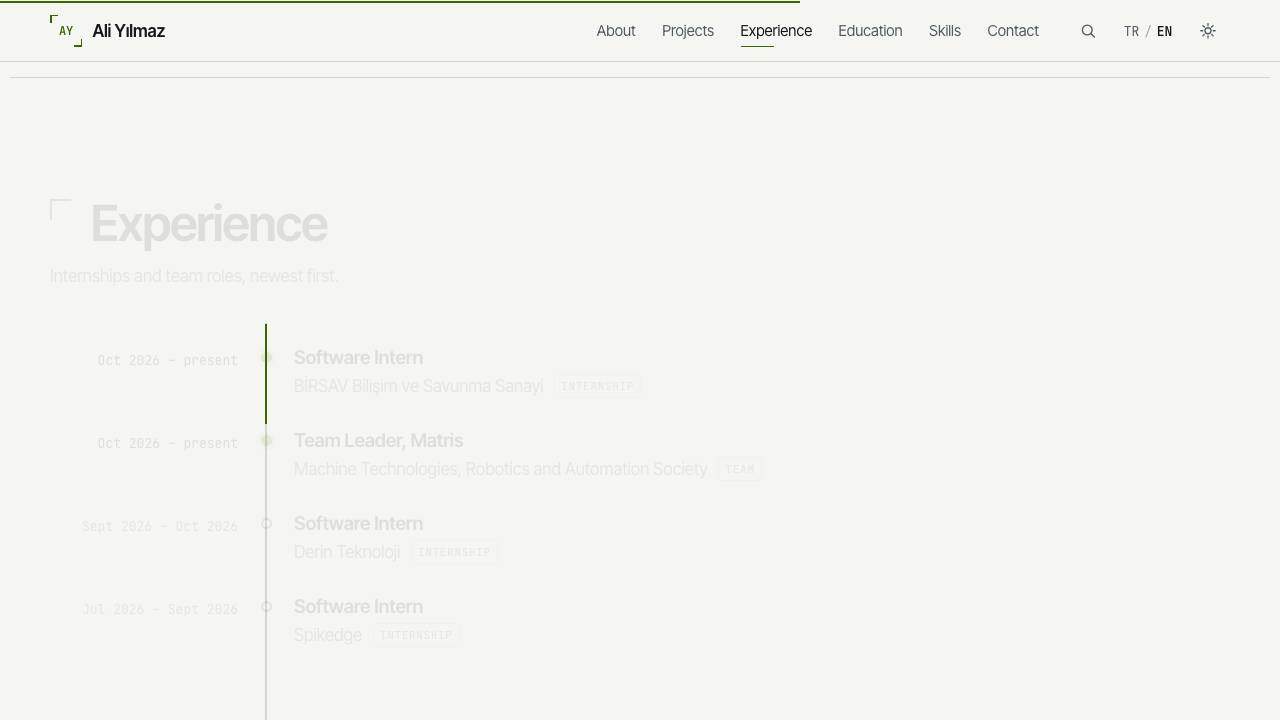 AY Ali Yılmaz About Projects Experience Education Skills Contact TR / EN
Experience
Internships and team roles, newest first.
Oct 2026 – present Software Intern
BİRSAV Bilişim ve Savunma Sanayi INTERNSHIP
Oct 2026 – present Team Leader, Matris
Machine Technologies, Robotics and Automation Society TEAM
Sept 2026 – Oct 2026 Software Intern
Derin Teknoloji INTERNSHIP
Jul 2026 – Sept 2026 Software Intern
Spikedge INTERNSHIP